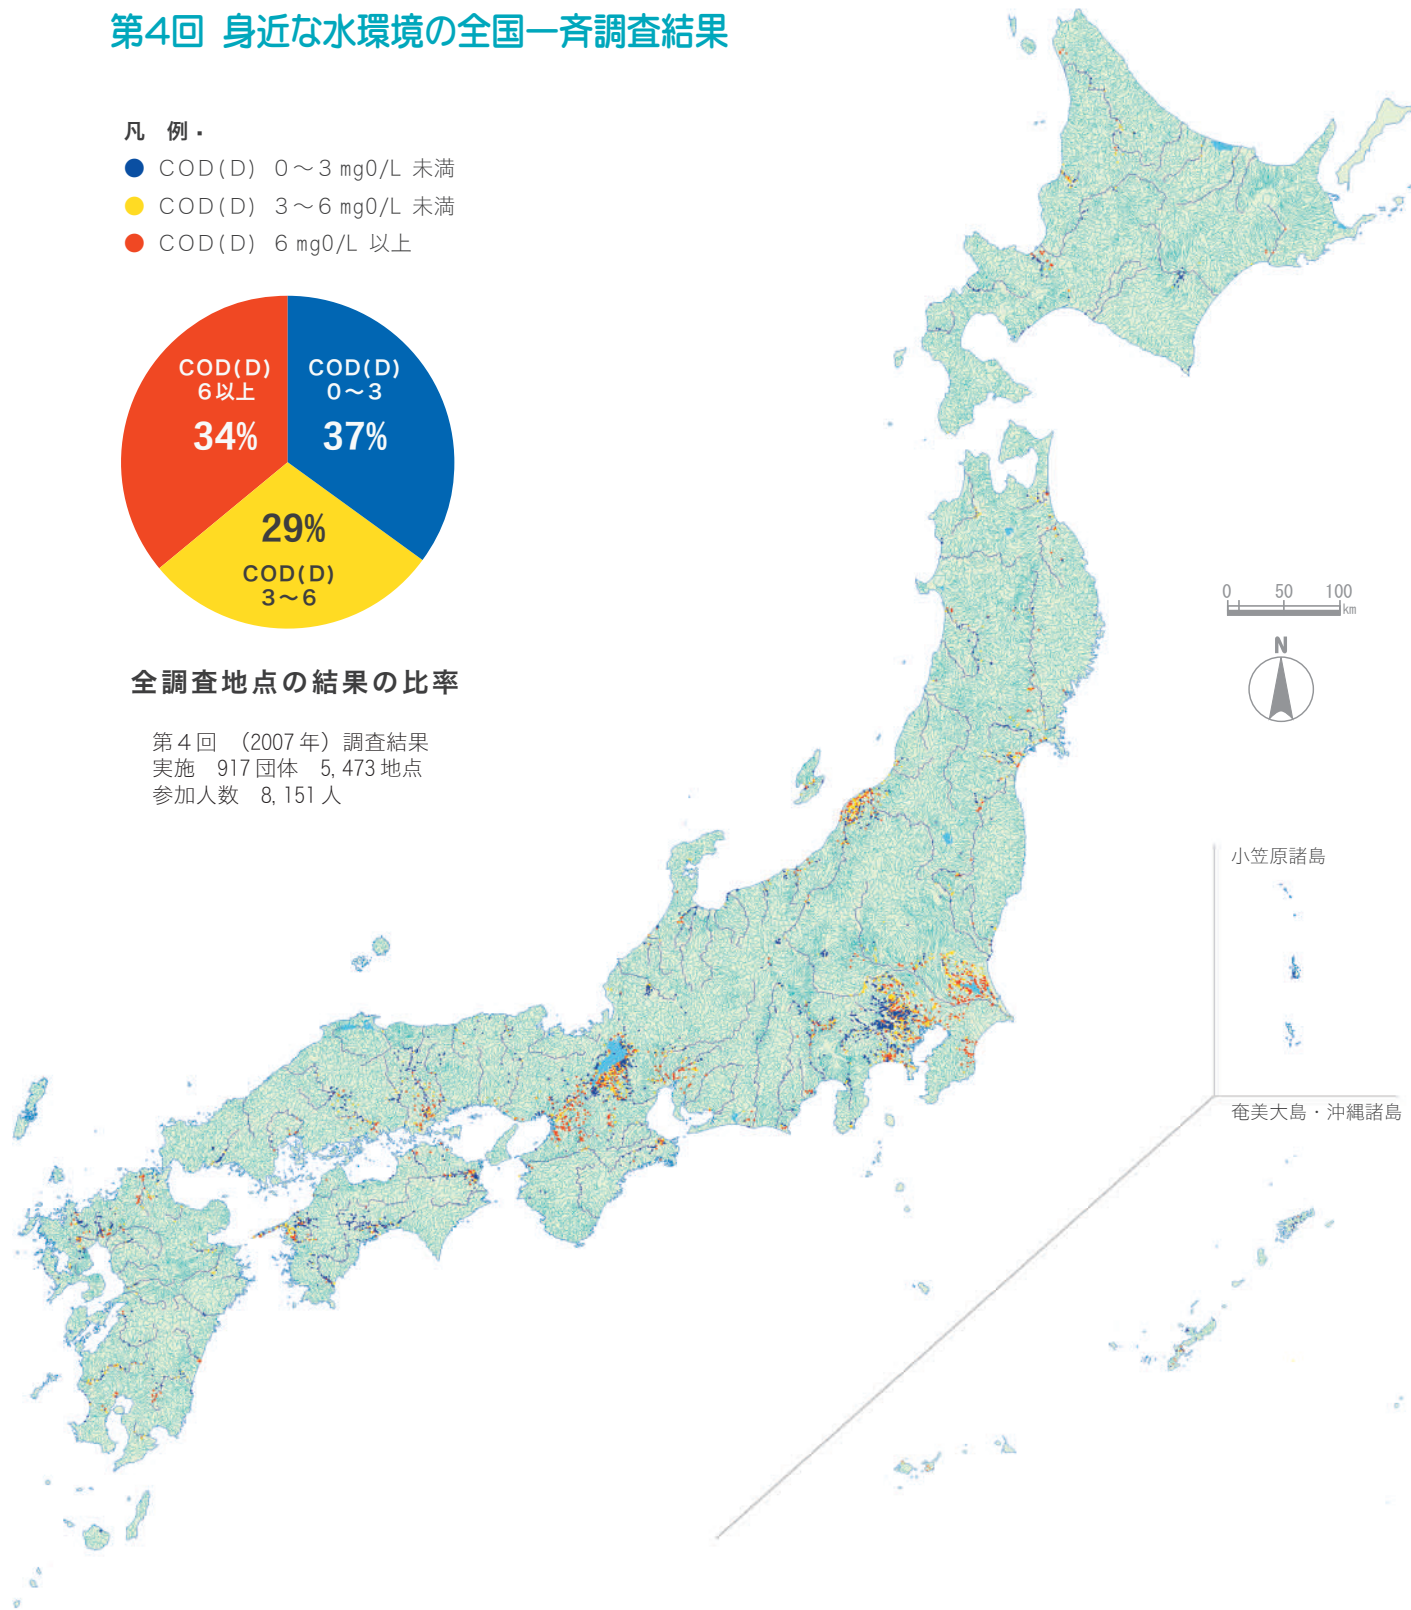 第4回 身近な水環境の全国一斉調査結果
凡 例.
COD(D) 0～3 mgO/L 未満
COD(D) 3～6 mgO/L 未満
COD(D) 6 mgO/L 以上
COD(D)
6以上
34%
COD(D)
0～3
37%
29%
COD(D)
3～6
全調査地点の結果の比率
第4回 （2007年）調査結果
実施 917団体 5,473地点
参加人数 8,151人
0 50 100
km
N
小笠原諸島
奄美大島・沖縄諸島